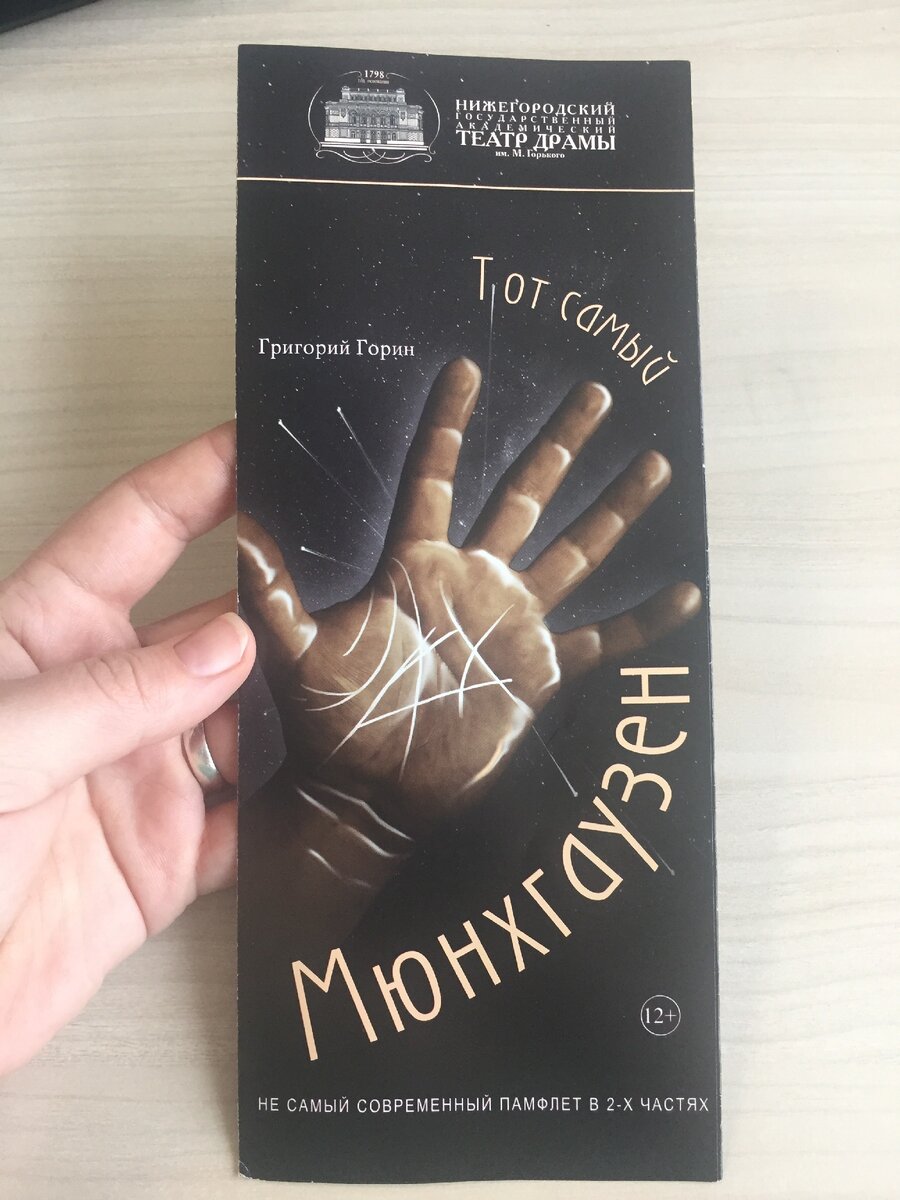 1798
НИЖЕГОРОДСКИЙ
ГОСУДАРСТВЕННЫЙ
АКАДЕМИЧЕСКИЙ
ТЕАТР ДРАМЫ
им. М. Горького
Тот самый
Григорий Горин
Мюнхгаузен
12+
НЕ САМЫЙ СОВРЕМЕННЫЙ ПАМФЛЕТ В 2-Х ЧАСТЯХ